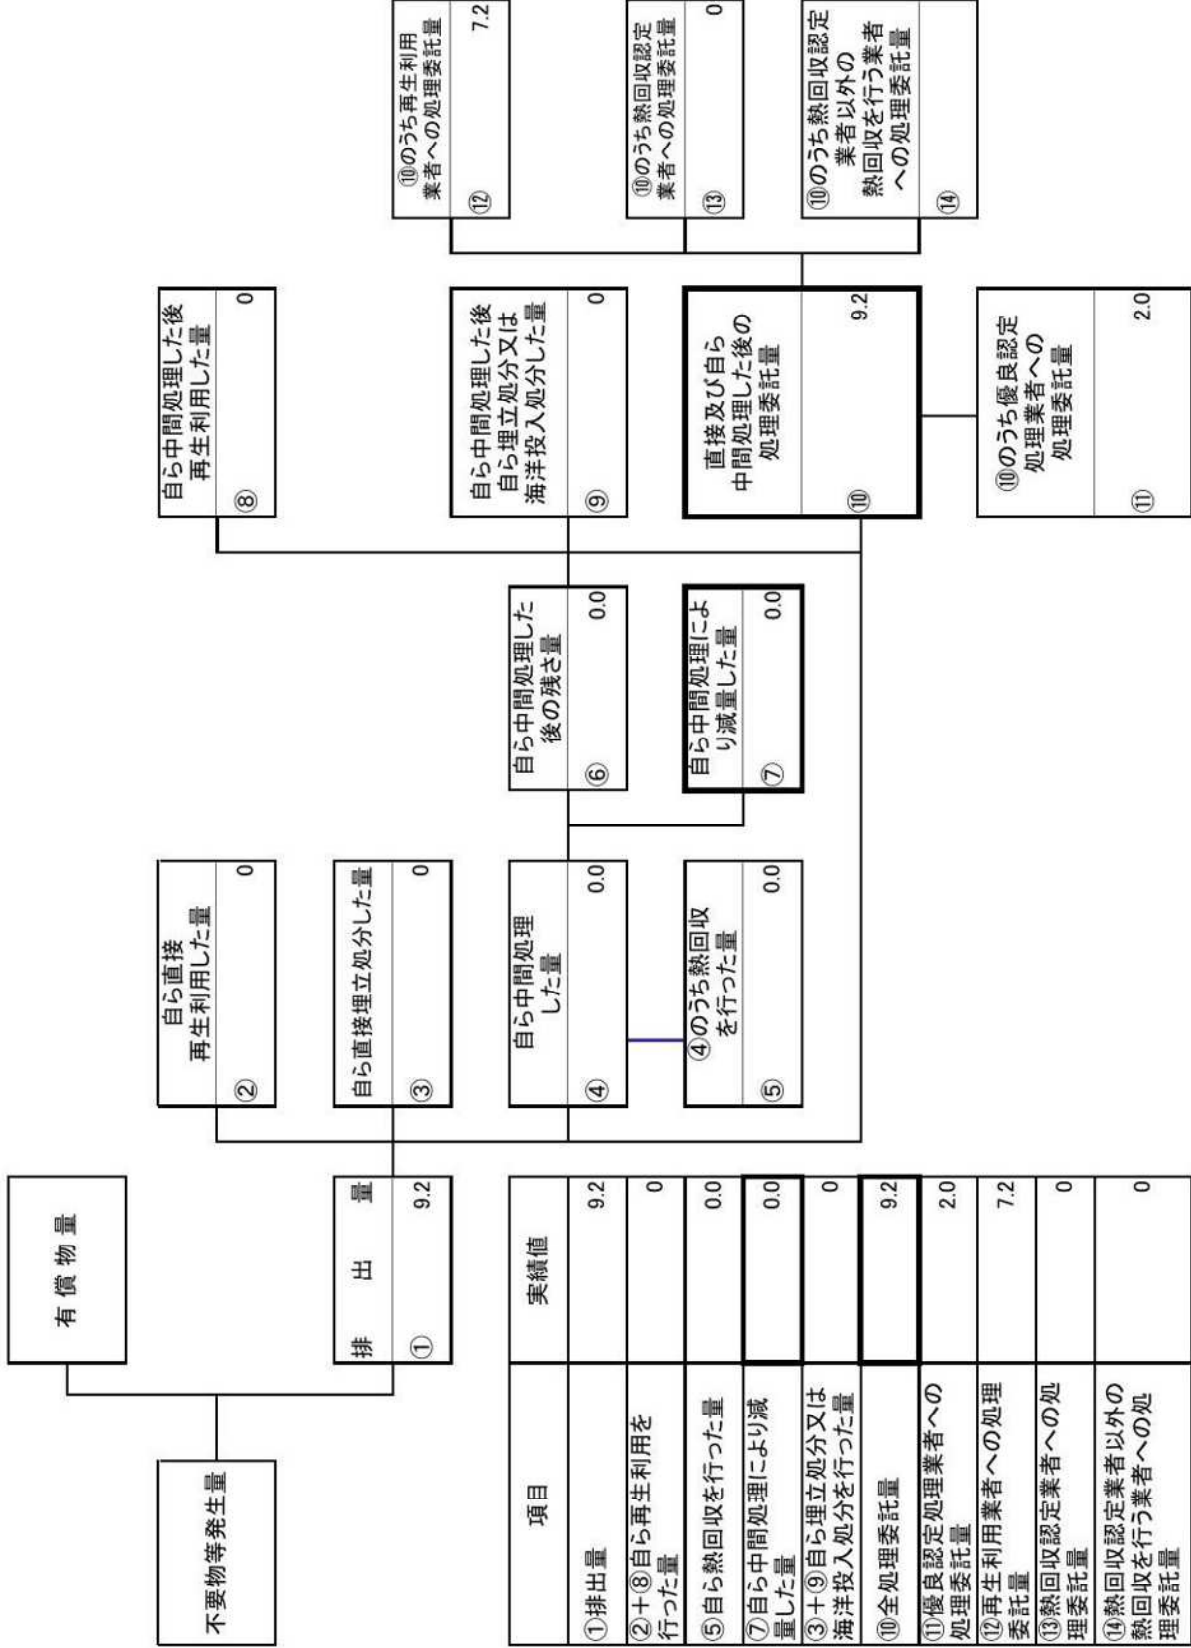 不要物等発生量
有 償 物 量
排 出 量
① 9.2
自ら直接
再生利用した量
② 0
自ら直接埋立処分した量
③ 0
自ら中間処理
した量
④ 0.0
④のうち熱回収
を行った量
⑤ 0.0
自ら中間処理した
後の残さ量
⑥ 0.0
自ら中間処理によ
り減量した量
⑦ 0.0
自ら中間処理した後
再生利用した量
⑧ 0
自ら中間処理した後
自ら埋立処分又は
海洋投入処分した量
⑨ 0
直接及び自ら
中間処理した後の
処理委託量
⑩ 9.2
⑩のうち優良認定
処理業者への
処理委託量
⑪ 2.0
⑩のうち再生利用
業者への処理委託量
⑫ 7.2
⑩のうち熱回収認定
業者への処理委託量
⑬ 0
⑩のうち熱回収認定
業者以外の
熱回収を行う業者
への処理委託量
⑭
項目 実績値
①排出量 9.2
②+⑧自ら再生利用を
行った量 0
⑤自ら熱回収を行った量 0.0
⑦自ら中間処理により減
量した量 0.0
③+⑨自ら埋立処分又は
海洋投入処分を行った量 0
⑩全処理委託量 9.2
⑪優良認定処理業者への
処理委託量 2.0
⑫再生利用業者への処理
委託量 7.2
⑬熱回収認定業者への処
理委託量 0
⑭熱回収認定業者以外の
熱回収を行う業者への処
理委託量 0